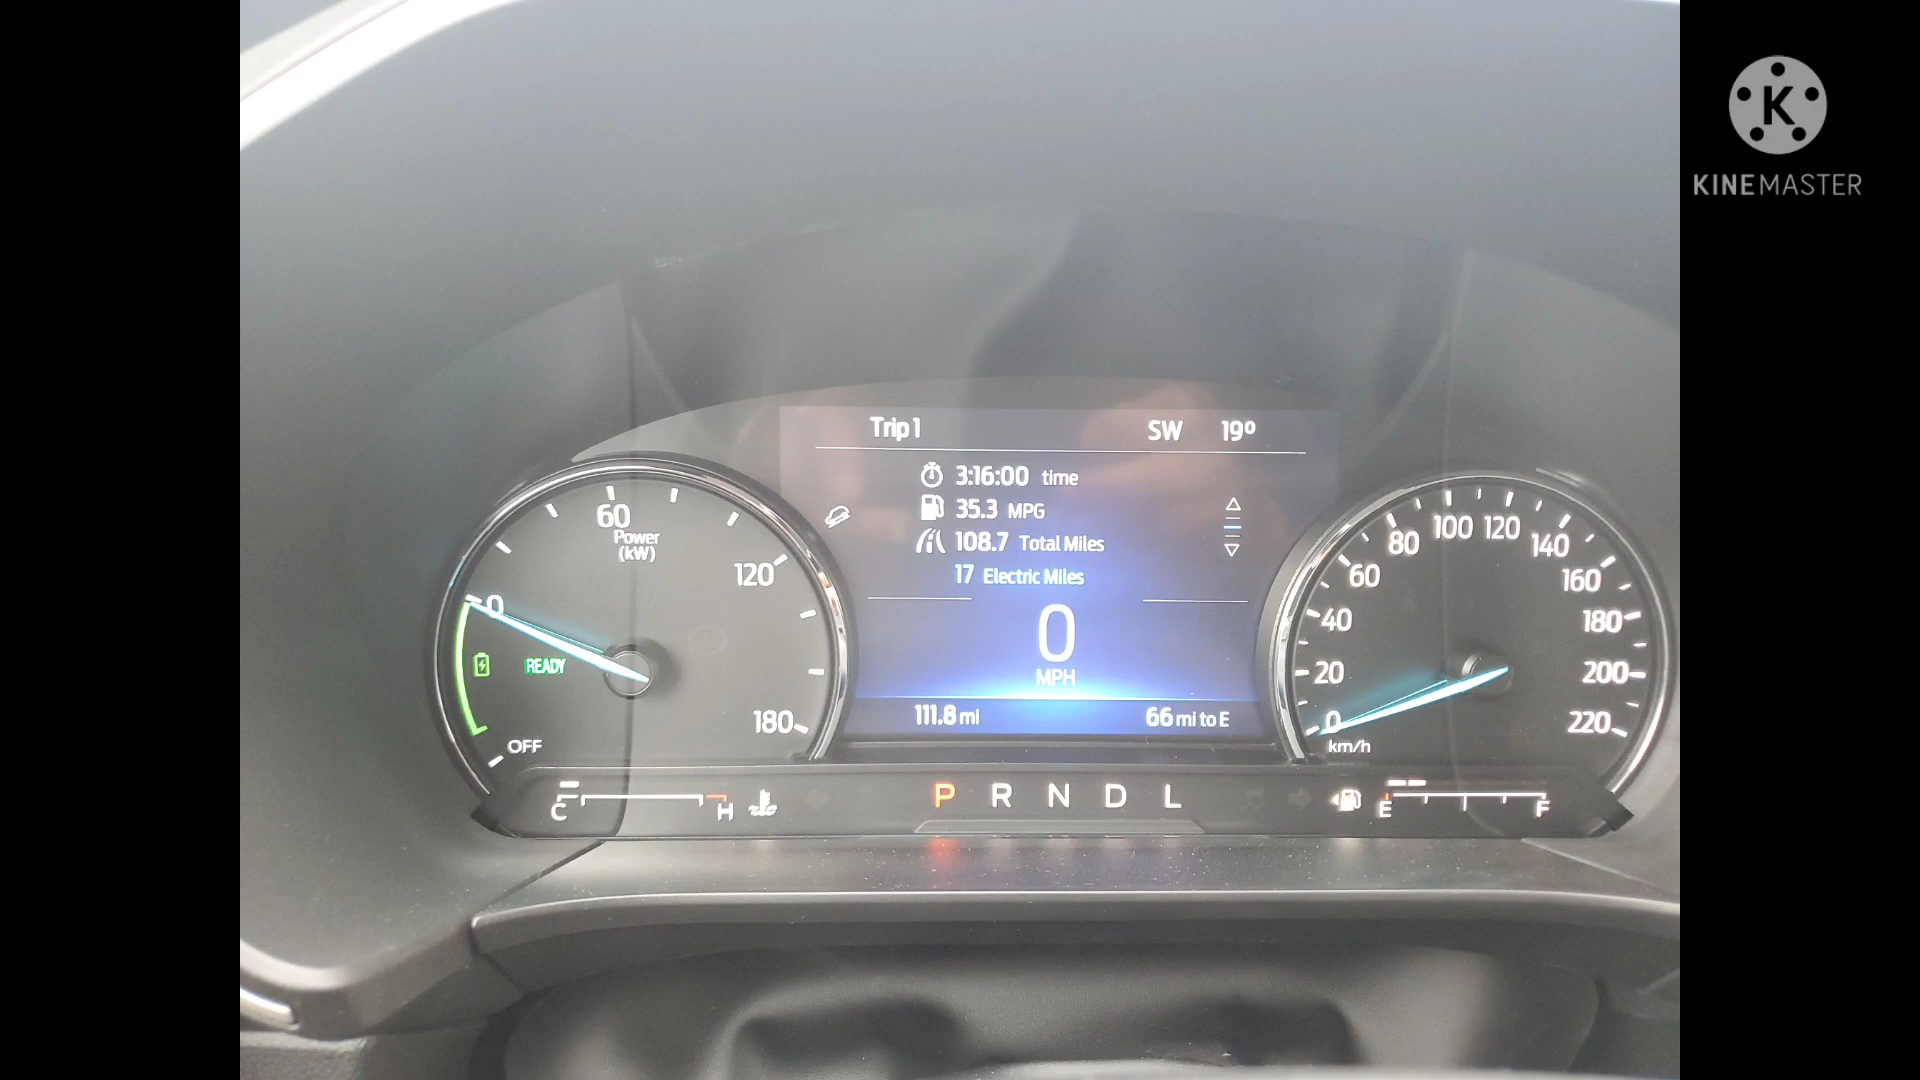 K
KINEMASTER
Trip 1 SW 19°
3:16:00 time
35.3 MPG
108.7 Total Miles
17 Electric Miles
0
MPH
111.8 mi 66 mi to E
60
Power
(kW)
0 120
READY
180
OFF
80 100 120 140
60 160
40 180
20 200
0 220
km/h
C H P R N D L E F